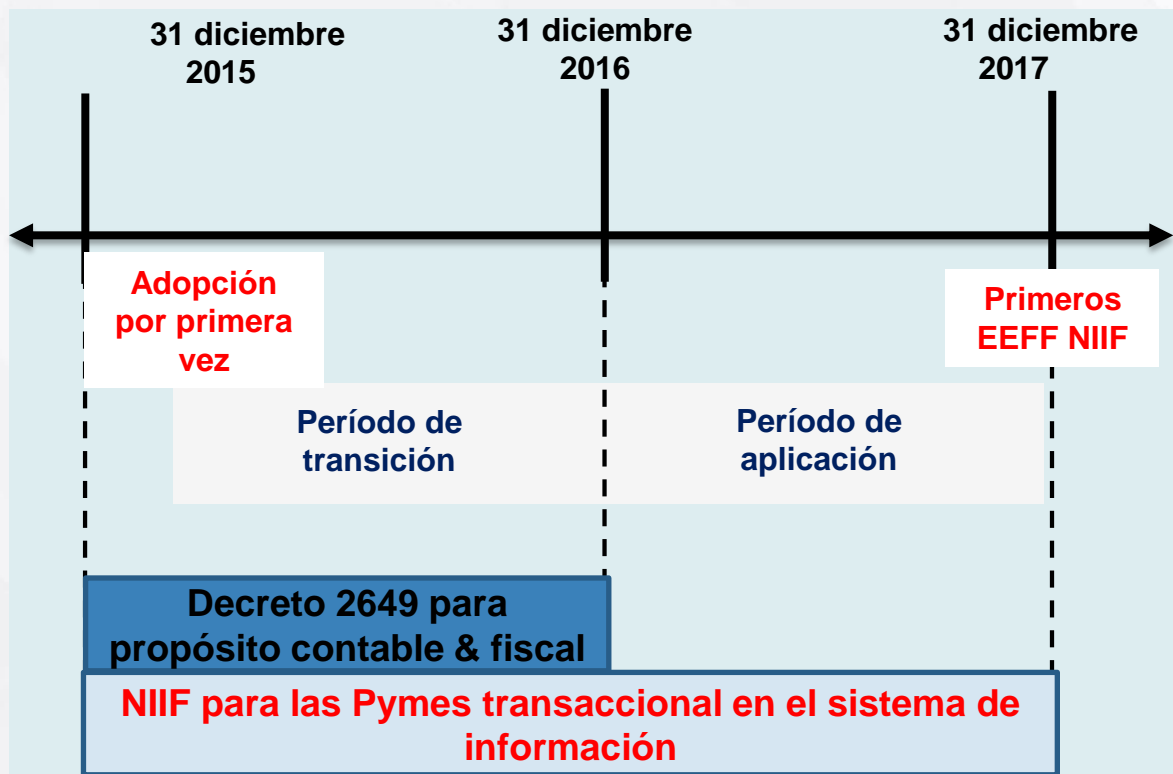 31 diciembre
2015
31 diciembre
2016
31 diciembre
2017
Adopción
por primera
vez
Primeros
EEFF NIIF
Período de
transición
Período de
aplicación
Decreto 2649 para
propósito contable & fiscal
NIIF para las Pymes transaccional en el sistema de
información